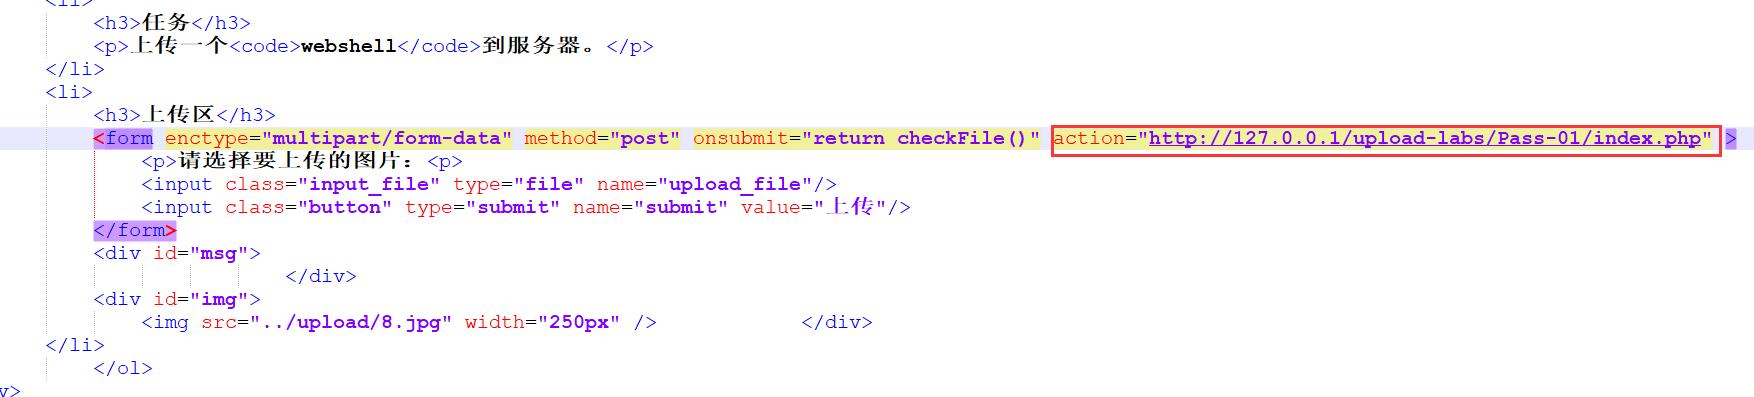 <li>
<h3>任务</h3>
<p>上传一个<code>webshell</code>到服务器。</p>
</li>
<li>
<h3>上传区</h3>
<form enctype="multipart/form-data" method="post" onsubmit="return checkFile()" action="http://127.0.0.1/upload-labs/Pass-01/index.php" >
<p>请选择要上传的图片：<p>
<input class="input_file" type="file" name="upload_file"/>
<input class="button" type="submit" name="submit" value="上传"/>
</form>
<div id="msg">
</div>
<div id="img">
<img src="../upload/8.jpg" width="250px" /> </div>
</li>
</ol>
v>